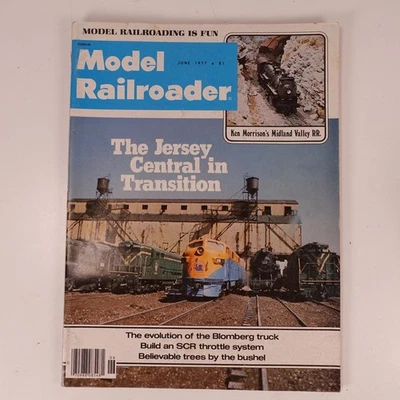 MODEL RAILROADING IS FUN
Model
Railroader
JUNE 1977 • $1
Ken Morrison's Midland Valley RR.
The Jersey
Central in
Transition
The evolution of the Blomberg truck
Build an SCR throttle system
Believable trees by the bushel